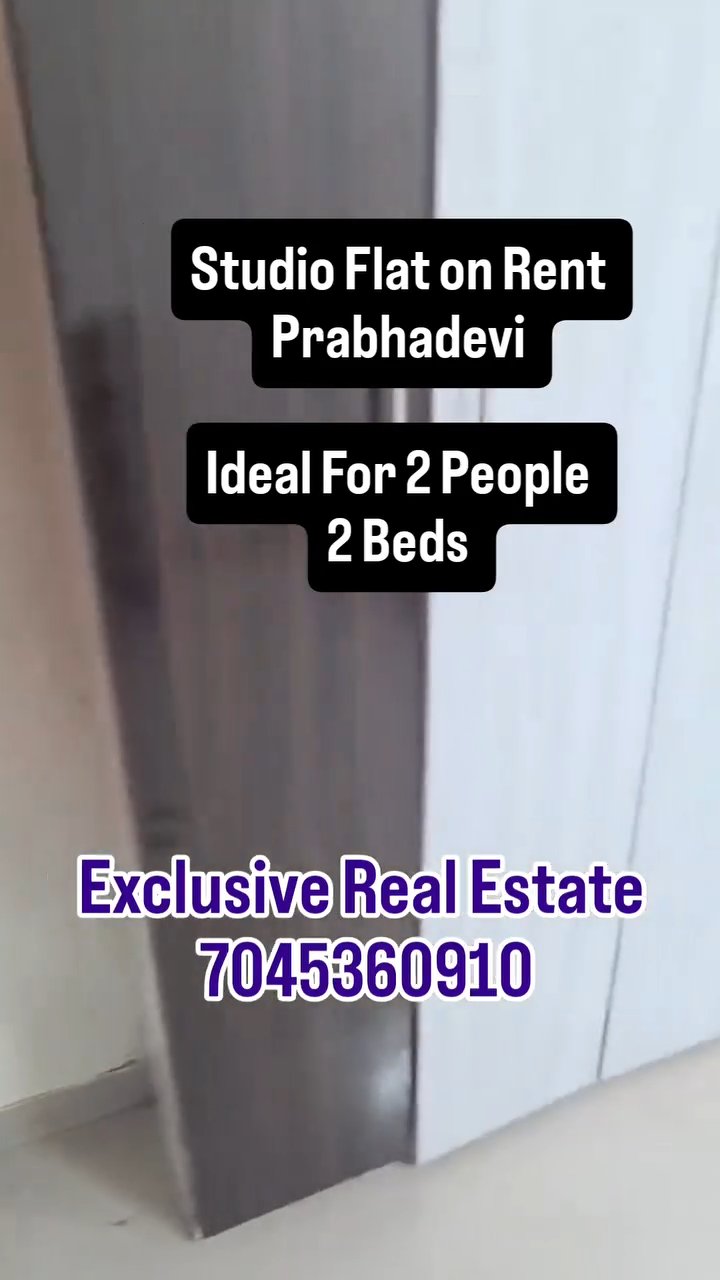 Studio Flat on Rent
Prabhadevi
Ideal For 2 People
2 Beds
Exclusive Real Estate
7045360910